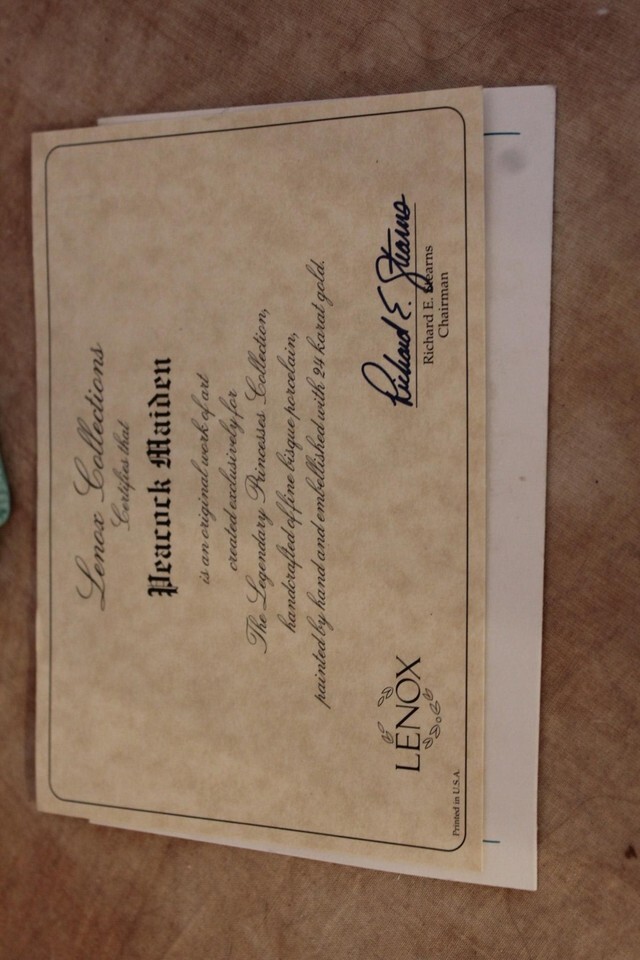 Lenox Collections
Certifies that
Peacock Maiden
is an original work of art
created exclusively for
The Legendary Princesses Collection,
handcrafted of fine bisque porcelain,
painted by hand and embellished with 24 karat gold.
LENOX
Richard E. Stearns
Richard E. Stearns
Chairman
Printed in U.S.A.